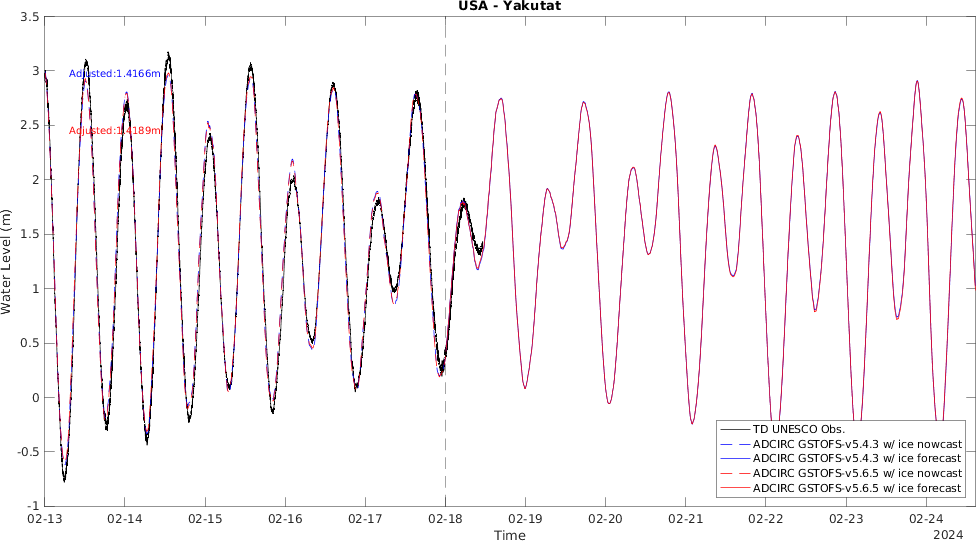 USA - Yakutat
3.5
3
2.5
2
1.5
1
0.5
0
-0.5
-1
Water Level (m)
Adjusted:1.4166m
Adjusted:1.4189m
TD UNESCO Obs.
ADCIRC GSTOFS-v5.4.3 w/ ice nowcast
ADCIRC GSTOFS-v5.4.3 w/ ice forecast
ADCIRC GSTOFS-v5.6.5 w/ ice nowcast
ADCIRC GSTOFS-v5.6.5 w/ ice forecast
02-13 02-14 02-15 02-16 02-17 02-18 02-19 02-20 02-21 02-22 02-23 02-24
Time
2024